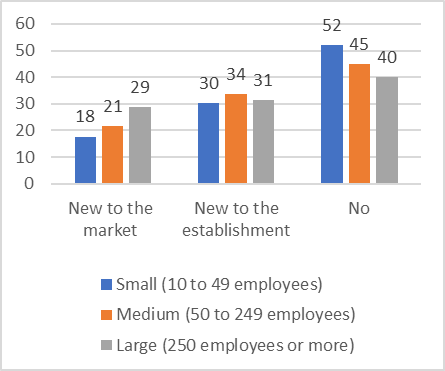 60
50
40
30
20
10
0
18
21
29
30
34
31
52
45
40
New to the
market
New to the
establishment
No
Small (10 to 49 employees)
Medium (50 to 249 employees)
Large (250 employees or more)